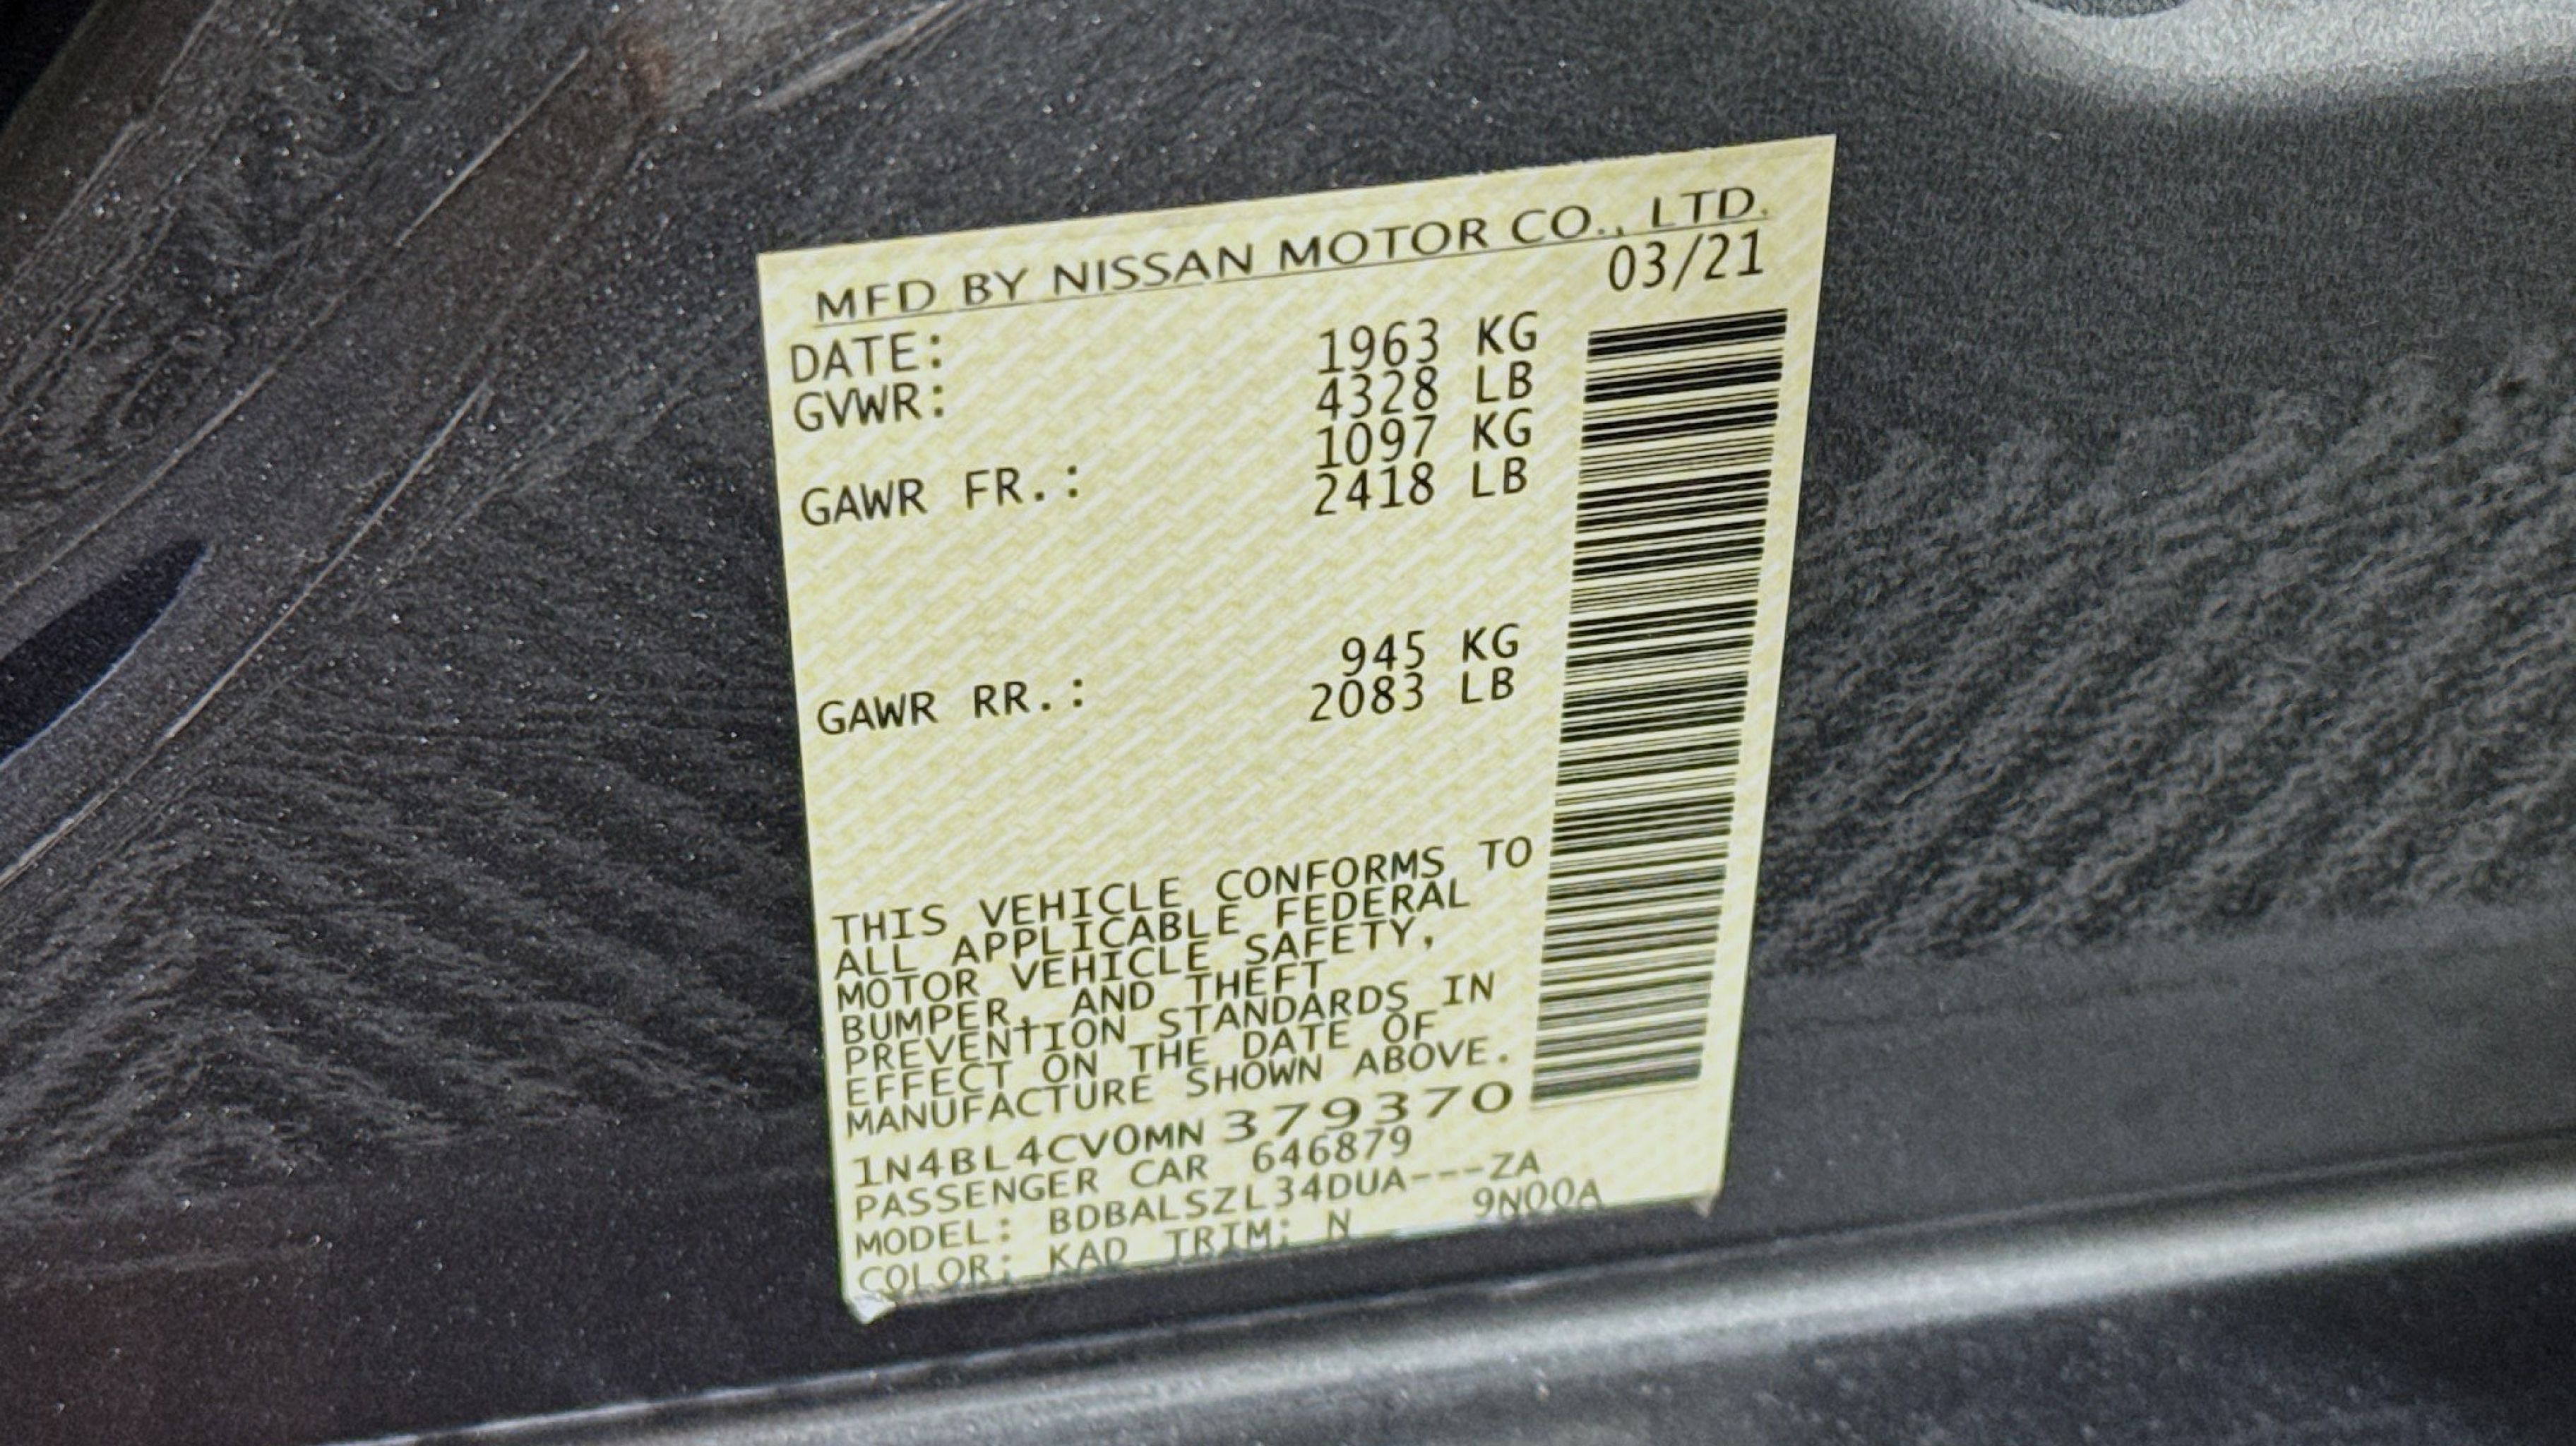 MFD BY NISSAN MOTOR CO., LTD.
DATE: 03/21
GVWR: 1963 KG
4328 LB
GAWR FR.: 1097 KG
2418 LB
GAWR RR.: 945 KG
2083 LB
THIS VEHICLE CONFORMS TO
ALL APPLICABLE FEDERAL
MOTOR VEHICLE SAFETY,
BUMPER, AND THEFT
PREVENTION STANDARDS IN
EFFECT ON THE DATE OF
MANUFACTURE SHOWN ABOVE.
1N4BL4CV0MN 379370
PASSENGER CAR 646879
MODEL: BDBALSZL34DUA---ZA
COLOR: KAD TRIM: N 9N00A